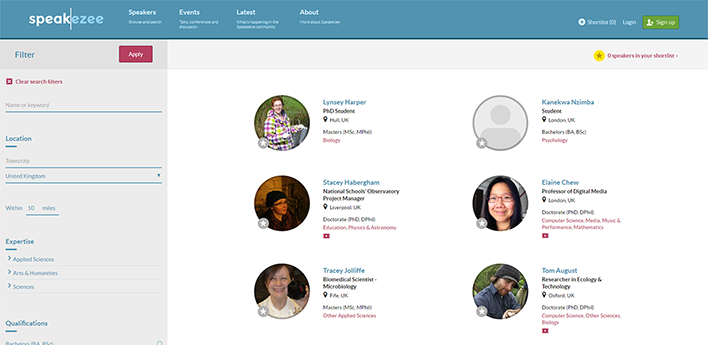 speakezee
Speakers
Browse and search
Events
Talks, conferences and
discussion
Latest
What's happening in the
Speakezee community
About
More about Speakezee
Shortlist (0)
Login
Sign up
Filter
Apply
0 speakers in your shortlist ›
Clear search filters
Name or keyword
Location
Town/city
United Kingdom
Within 10 miles
Expertise
Applied Sciences
Arts & Humanities
Sciences
Qualifications
Bachelors (BA, BSc)
Lynsey Harper
PhD Student
Hull, UK
Masters (MSc, MPhil)
Biology
Kanekwa Nzimba
Student
London, UK
Bachelors (BA, BSc)
Psychology
Stacey Habergham
National Schools' Observatory
Project Manager
Liverpool, UK
Doctorate (PhD, DPhil)
Education, Physics & Astronomy
Elaine Chew
Professor of Digital Media
London, UK
Doctorate (PhD, DPhil)
Computer Science, Media, Music &
Performance, Mathematics
Tracey Jolliffe
Biomedical Scientist -
Microbiology
Fife, UK
Masters (MSc, MPhil)
Other Applied Sciences
Tom August
Researcher in Ecology &
Technology
Oxford, UK
Doctorate (PhD, DPhil)
Computer Science, Other Sciences,
Biology